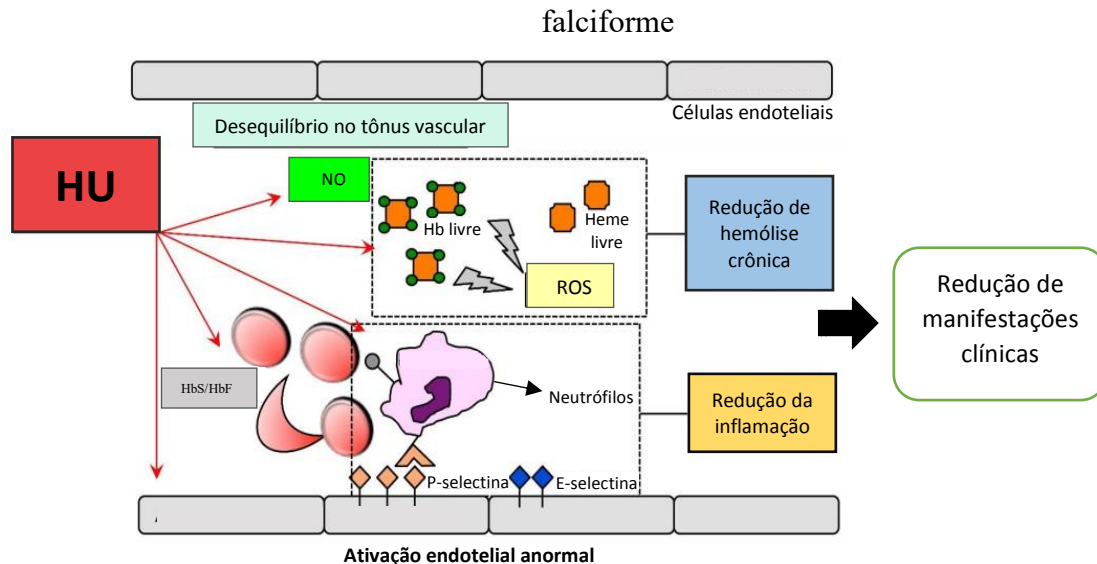 falciforme
Células endoteliais
Desequilíbrio no tônus vascular
HU
NO
Hb livre
Heme
livre
ROS
Redução de
hemólise
crônica
Redução de
manifestações
clínicas
HbS/HbF
Neutrófilos
Redução da
inflamação
P-selectina
E-selectina
Ativação endotelial anormal